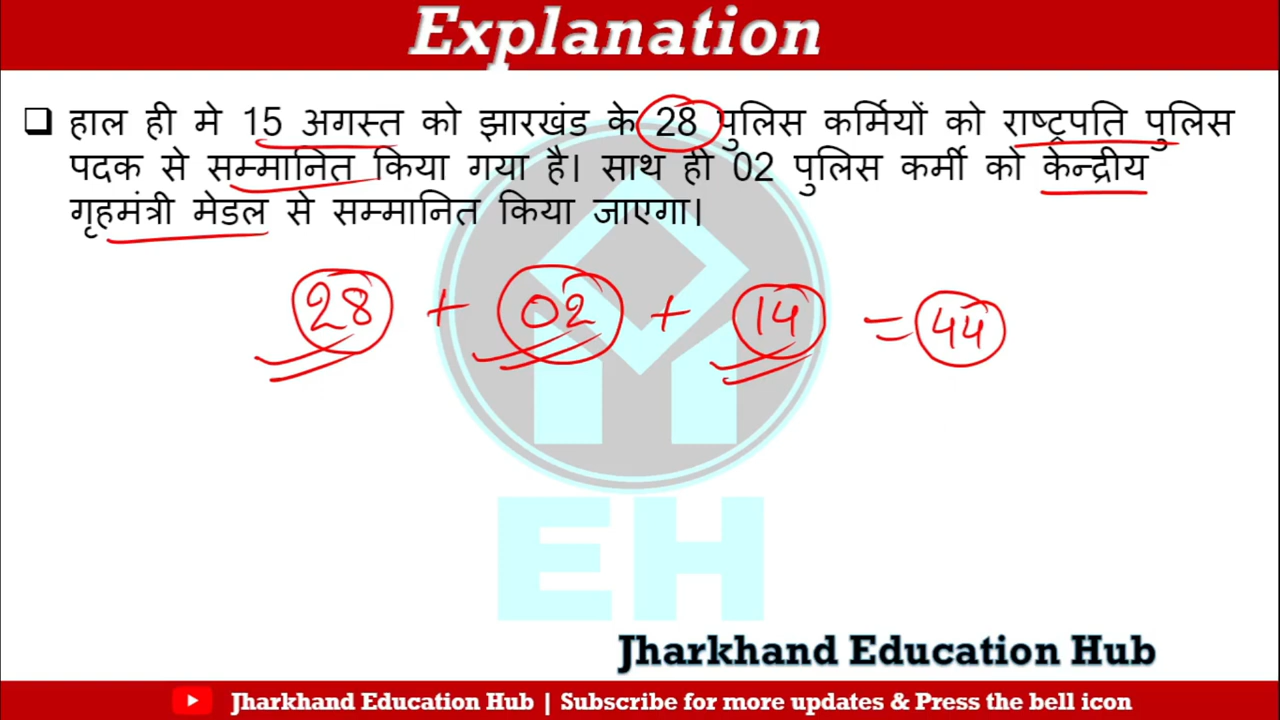 Explanation
हाल ही मे 15 अगस्त को झारखंड के 28 पुलिस कर्मियों को राष्ट्रपति पुलिस
पदक से सम्मानित किया गया है। साथ ही 02 पुलिस कर्मी को केन्द्रीय
गृहमंत्री मेडल से सम्मानित किया जाएगा।
28 + 02 + 14 = 44
EH
Jharkhand Education Hub
Jharkhand Education Hub | Subscribe for more updates & Press the bell icon